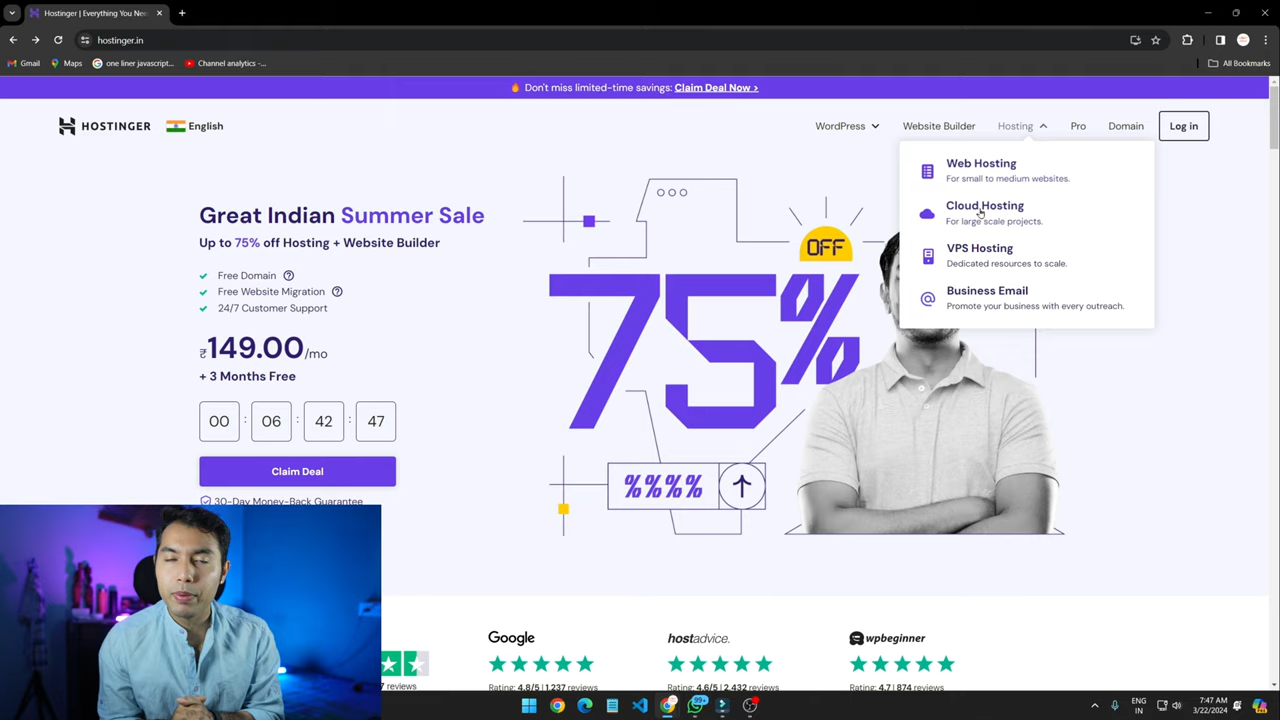 Hostinger | Everything You Nee
hostinger.in
Gmail
Maps
one liner javascript...
Channel analytics -...
All Bookmarks
🔥 Don't miss limited-time savings: Claim Deal Now >
HOSTINGER
English
WordPress
Website Builder
Hosting
Pro
Domain
Log in
Web Hosting
For small to medium websites.
Cloud Hosting
For large scale projects.
VPS Hosting
Dedicated resources to scale.
Business Email
Promote your business with every outreach.
Great Indian Summer Sale
Up to 75% off Hosting + Website Builder
Free Domain
Free Website Migration
24/7 Customer Support
₹149.00/mo
+ 3 Months Free
00 : 06 : 42 : 47
Claim Deal
30-Day Money-Back Guarantee
OFF
75%
%%%%
Google
hostadvice.
wpbeginner
7 reviews
Rating: 4.8/5 | 1,237 reviews
Rating: 4.6/5 | 2,432 reviews
Rating: 4.7 | 874 reviews
ENG
IN
7:47 AM
3/22/2024